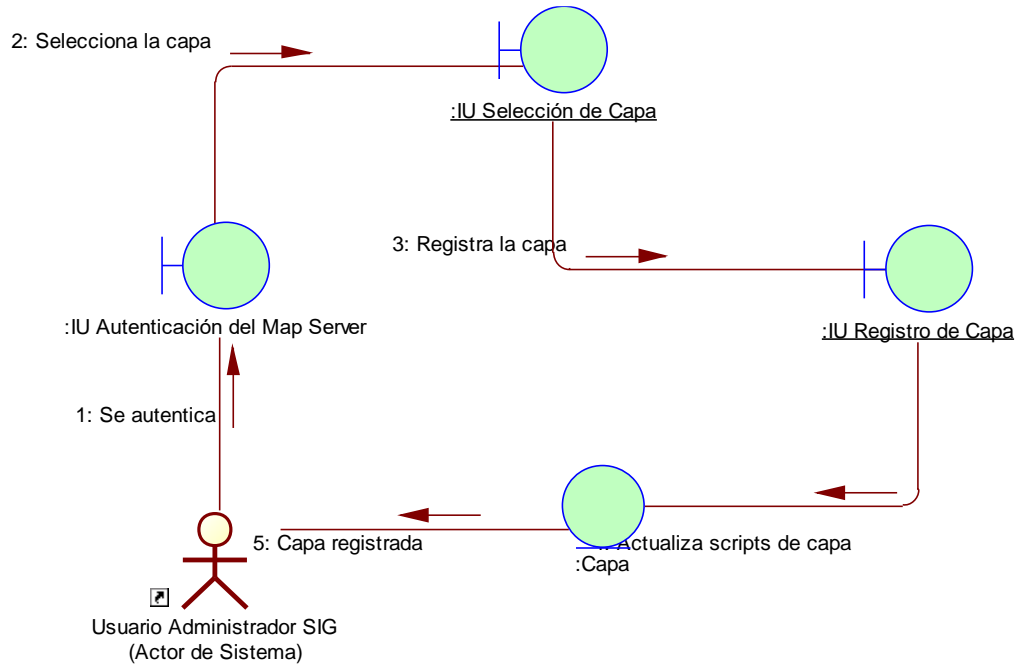 2: Selecciona la capa
:IU Selección de Capa
3: Registra la capa
:IU Autenticación del Map Server
:IU Registro de Capa
1: Se autentica
5: Capa registrada
Actualiza scripts de capa
:Capa
Usuario Administrador SIG
(Actor de Sistema)